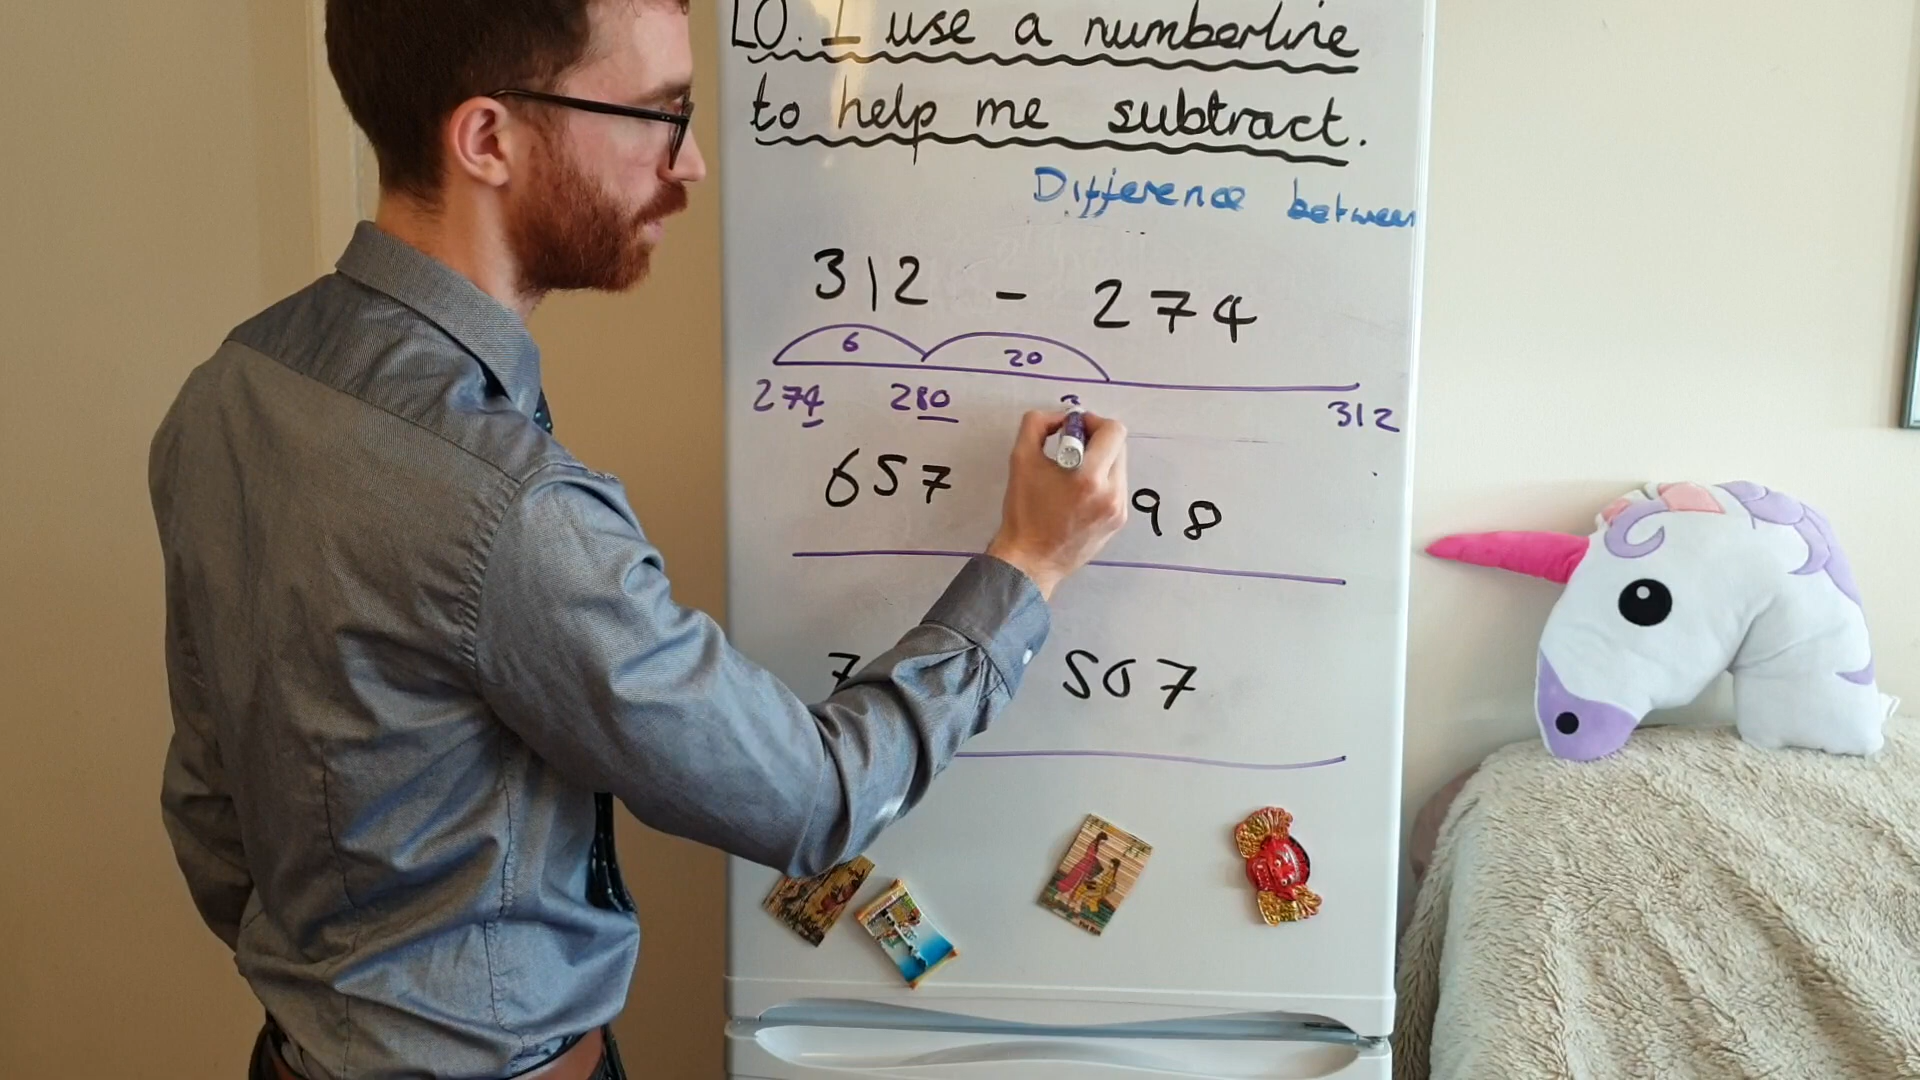 LO. I use a numberline
to help me subtract.
Difference between
312 - 274
6 20
274 280 312
657 98
7 507